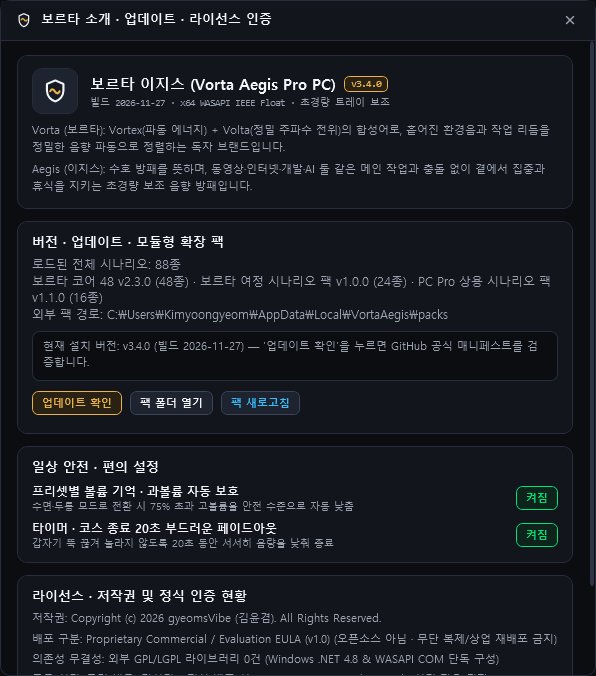 보르타 소개 · 업데이트 · 라이선스 인증
보르타 이지스 (Vorta Aegis Pro PC) v3.4.0
빌드 2026-11-27 · x64 WASAPI IEEE Float · 초경량 트레이 보조
Vorta (보르타): Vortex(파동 에너지) + Volta(정밀 주파수 전위)의 합성어로, 흩어진 환경음과 작업 리듬을
정밀한 음향 파동으로 정렬하는 독자 브랜드입니다.
Aegis (이지스): 수호 방패를 뜻하며, 동영상·인터넷·개발·AI 툴 같은 메인 작업과 충돌 없이 곁에서 집중과
휴식을 지키는 초경량 보조 음향 방패입니다.
버전 · 업데이트 · 모듈형 확장 팩
로드된 전체 시나리오: 88종
보르타 코어 48 v2.3.0 (48종) · 보르타 여정 시나리오 팩 v1.0.0 (24종) · PC Pro 상용 시나리오 팩
v1.1.0 (16종)
외부 팩 경로: C:₩Users₩Kimyoongyeom₩AppData₩Local₩VortaAegis₩packs
현재 설치 버전: v3.4.0 (빌드 2026-11-27) — '업데이트 확인'을 누르면 GitHub 공식 매니페스트를 검
증합니다.
업데이트 확인 팩 폴더 열기 팩 새로고침
일상 안전 · 편의 설정
프리셋별 볼륨 기억 · 과볼륨 자동 보호
수면·두통 모드로 전환 시 75% 초과 고볼륨을 안전 수준으로 자동 낮춤
켜짐
타이머 · 코스 종료 20초 부드러운 페이드아웃
갑자기 뚝 끊겨 놀라지 않도록 20초 동안 서서히 음량을 낮춰 종료
켜짐
라이선스 · 저작권 및 정식 인증 현황
저작권: Copyright (c) 2026 gyeomsVibe (김윤겸). All Rights Reserved.
배포 구분: Proprietary Commercial / Evaluation EULA (v1.0) (오픈소스 아님 · 무단 복제/상업 재배포 금지)
의존성 무결성: 외부 GPL/LGPL 라이브러리 0건 (Windows .NET 4.8 & WASAPI COM 단독 구성)